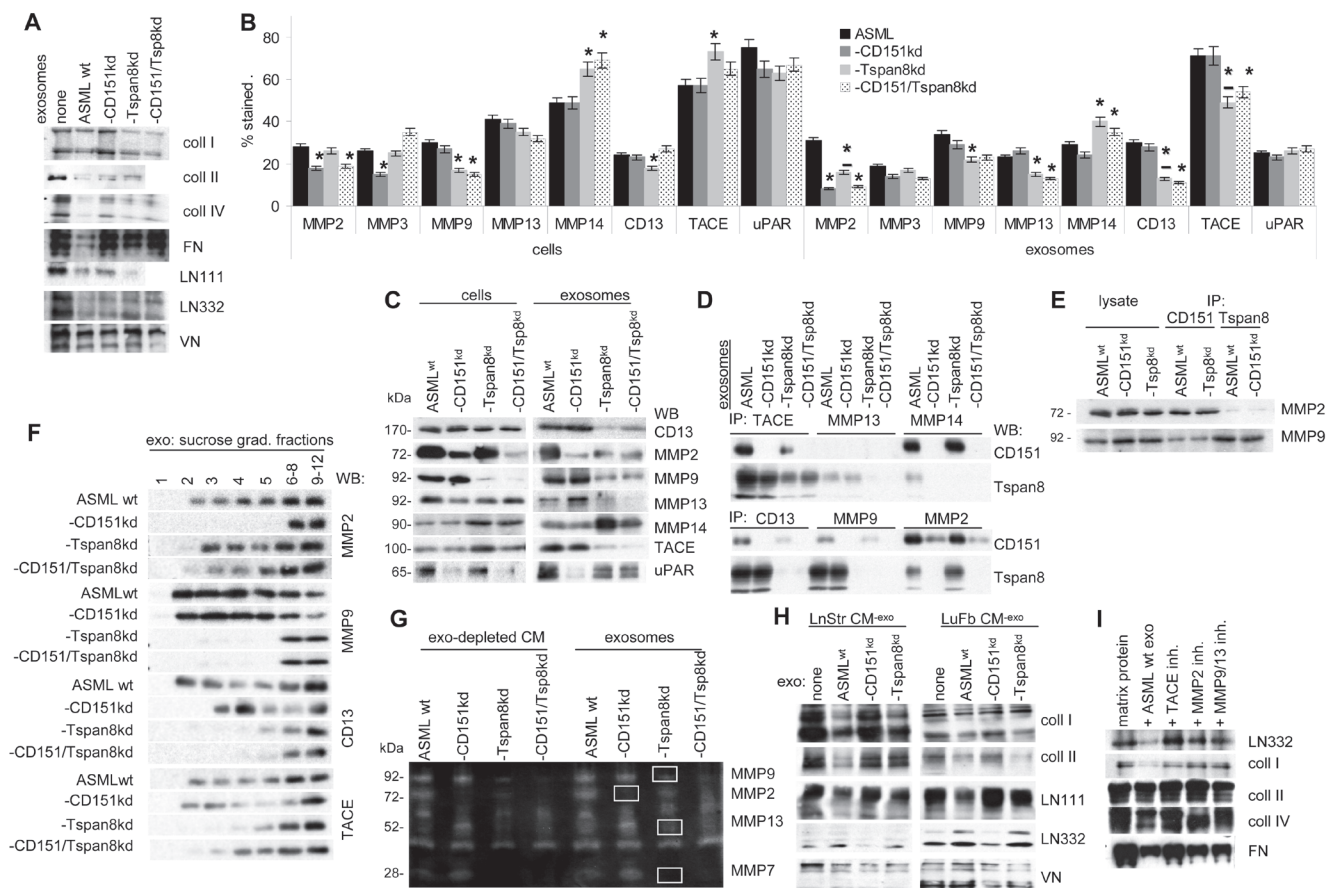 A
exosomes
none
ASML wt
-CD151kd
-Tspan8kd
-CD151/Tsp8kd
coll I
coll II
coll IV
FN
LN111
LN332
VN
B
% stained.
80
60
40
20
0
ASML
-CD151kd
-Tspan8kd
-CD151/Tspan8kd
* * * * * * * * * * * * * * * * * * * *
MMP2 MMP3 MMP9 MMP13 MMP14 CD13 TACE uPAR MMP2 MMP3 MMP9 MMP13 MMP14 CD13 TACE uPAR
cells exosomes
C
cells exosomes
kDa
ASMLwt
-CD151kd
-Tspan8kd
-CD151/Tsp8kd
ASMLwt
-CD151kd
-Tspan8kd
-CD151/Tsp8kd
WB
170- CD13
72- MMP2
92- MMP9
92- MMP13
90- MMP14
100- TACE
65- uPAR
D
exosomes
ASML
-CD151kd
-Tspan8kd
-CD151/Tsp8kd
ASML
-CD151kd
-Tspan8kd
-CD151/Tsp8kd
ASML
-CD151kd
-Tspan8kd
-CD151/Tsp8kd
IP: TACE MMP13 MMP14 WB:
CD151
Tspan8
IP: CD13 MMP9 MMP2
CD151
Tspan8
E
lysate IP:
CD151 Tspan8
ASMLwt
-CD151kd
-Tsp8kd
ASMLwt
-Tsp8kd
ASMLwt
-CD151kd
72 - MMP2
92 - MMP9
F
exo: sucrose grad. fractions
1 2 3 4 5 6-8 9-12 WB:
ASML wt
-CD151kd
-Tspan8kd
-CD151/Tspan8kd
MMP2
ASMLwt
-CD151kd
-Tspan8kd
-CD151/Tspan8kd
MMP9
ASML wt
-CD151kd
-Tspan8kd
-CD151/Tspan8kd
CD13
ASMLwt
-CD151kd
-Tspan8kd
-CD151/Tspan8kd
TACE
G
exo-depleted CM exosomes
ASML wt
-CD151kd
-Tspan8kd
-CD151/Tsp8kd
ASML wt
-CD151kd
-Tspan8kd
-CD151/Tsp8kd
kDa
92- MMP9
72- MMP2
52- MMP13
28- MMP7
H
LnStr CM-exo LuFb CM-exo
exo:
none
ASMLwt
-CD151kd
-Tspan8kd
none
ASMLwt
-CD151kd
-Tspan8kd
coll I
coll II
LN111
LN332
VN
I
matrix protein
+ ASML wt exo
+ TACE inh.
+ MMP2 inh.
+ MMP9/13 inh.
LN332
coll I
coll II
coll IV
FN